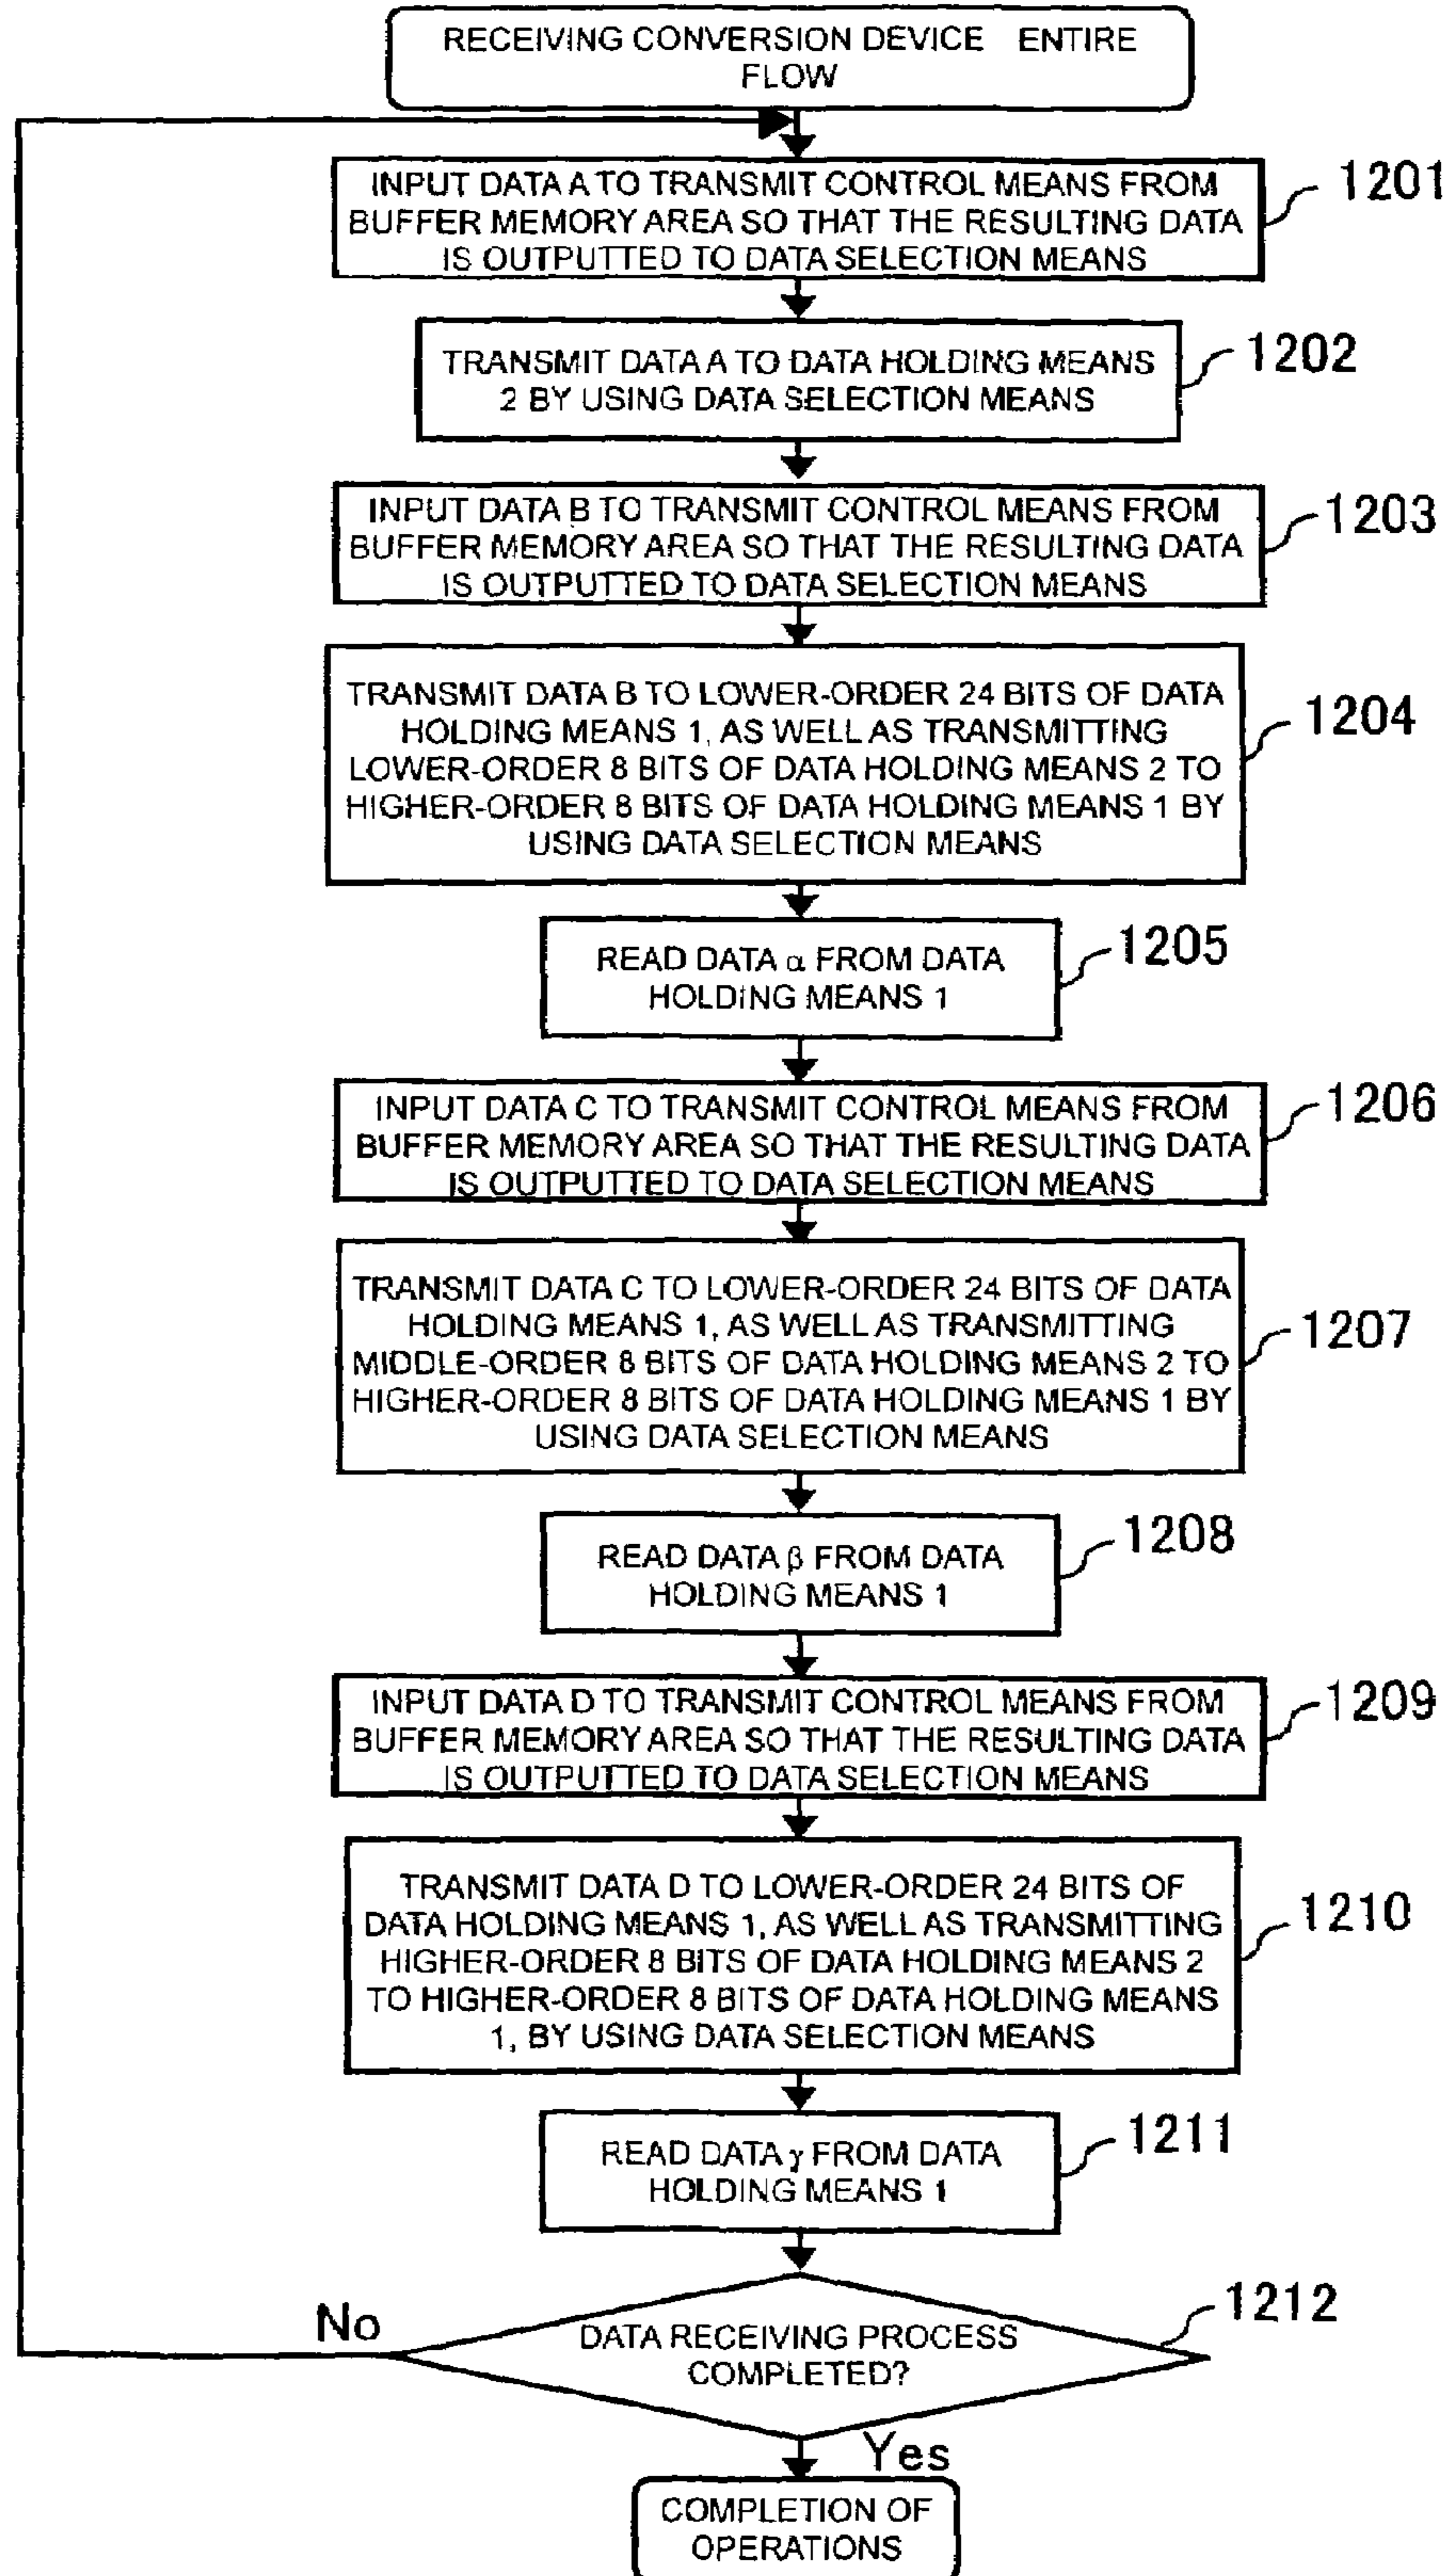 RECEIVING CONVERSION DEVICE ENTIRE
FLOW
INPUT DATA A TO TRANSMIT CONTROL MEANS FROM
BUFFER MEMORY AREA SO THAT THE RESULTING DATA
IS OUTPUTTED TO DATA SELECTION MEANS
1201
TRANSMIT DATA A TO DATA HOLDING MEANS
2 BY USING DATA SELECTION MEANS
1202
INPUT DATA B TO TRANSMIT CONTROL MEANS FROM
BUFFER MEMORY AREA SO THAT THE RESULTING DATA
IS OUTPUTTED TO DATA SELECTION MEANS
1203
TRANSMIT DATA B TO LOWER-ORDER 24 BITS OF DATA
HOLDING MEANS 1, AS WELL AS TRANSMITTING
LOWER-ORDER 8 BITS OF DATA HOLDING MEANS 2 TO
HIGHER-ORDER 8 BITS OF DATA HOLDING MEANS 1 BY
USING DATA SELECTION MEANS
1204
READ DATA α FROM DATA
HOLDING MEANS 1
1205
INPUT DATA C TO TRANSMIT CONTROL MEANS FROM
BUFFER MEMORY AREA SO THAT THE RESULTING DATA
IS OUTPUTTED TO DATA SELECTION MEANS
1206
TRANSMIT DATA C TO LOWER-ORDER 24 BITS OF DATA
HOLDING MEANS 1, AS WELL AS TRANSMITTING
MIDDLE-ORDER 8 BITS OF DATA HOLDING MEANS 2 TO
HIGHER-ORDER 8 BITS OF DATA HOLDING MEANS 1 BY
USING DATA SELECTION MEANS
1207
READ DATA β FROM DATA
HOLDING MEANS 1
1208
INPUT DATA D TO TRANSMIT CONTROL MEANS FROM
BUFFER MEMORY AREA SO THAT THE RESULTING DATA
IS OUTPUTTED TO DATA SELECTION MEANS
1209
TRANSMIT DATA D TO LOWER-ORDER 24 BITS OF
DATA HOLDING MEANS 1, AS WELL AS TRANSMITTING
HIGHER-ORDER 8 BITS OF DATA HOLDING MEANS 2
TO HIGHER-ORDER 8 BITS OF DATA HOLDING MEANS
1, BY USING DATA SELECTION MEANS
1210
READ DATA γ FROM DATA
HOLDING MEANS 1
1211
No
DATA RECEIVING PROCESS
COMPLETED?
1212
Yes
COMPLETION OF
OPERATIONS